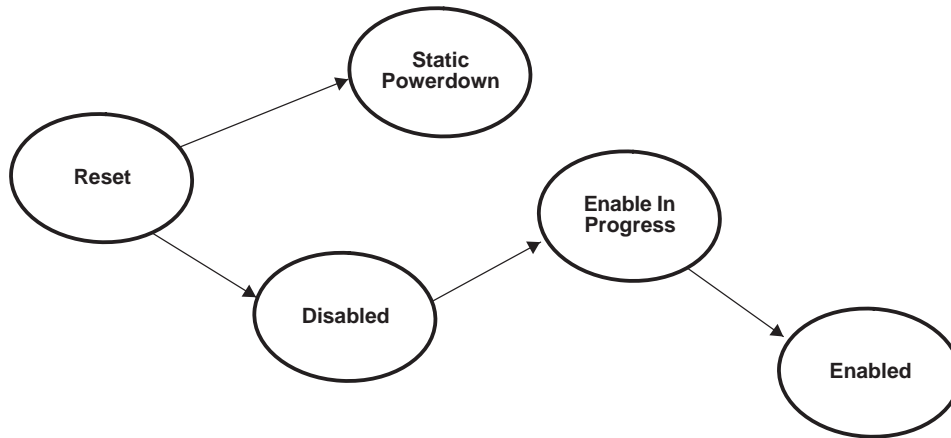 Static
Powerdown
Reset
Enable In
Progress
Disabled
Enabled